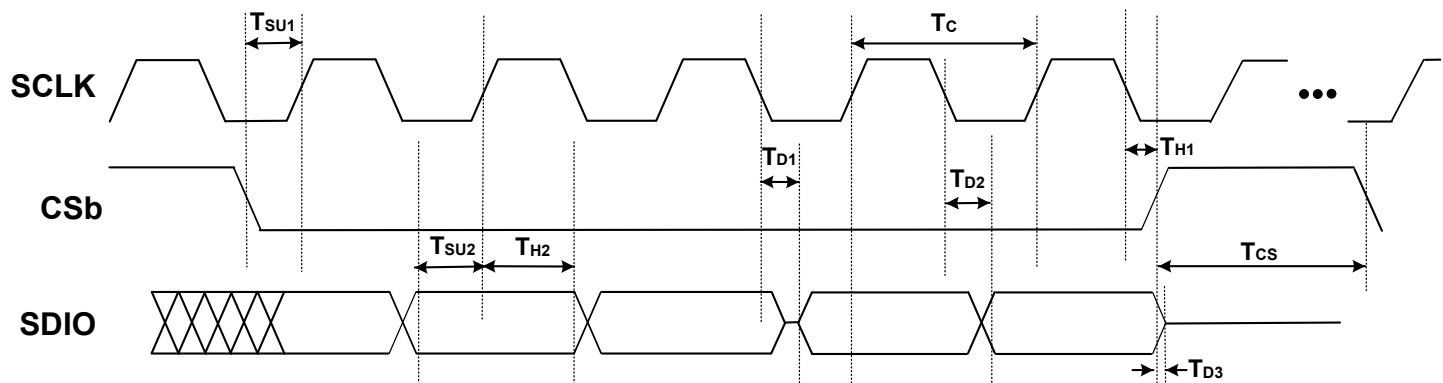 TSU1
TC
SCLK
•••
TD1
TH1
TD2
CSb
TSU2
TH2
TCS
SDIO
TD3